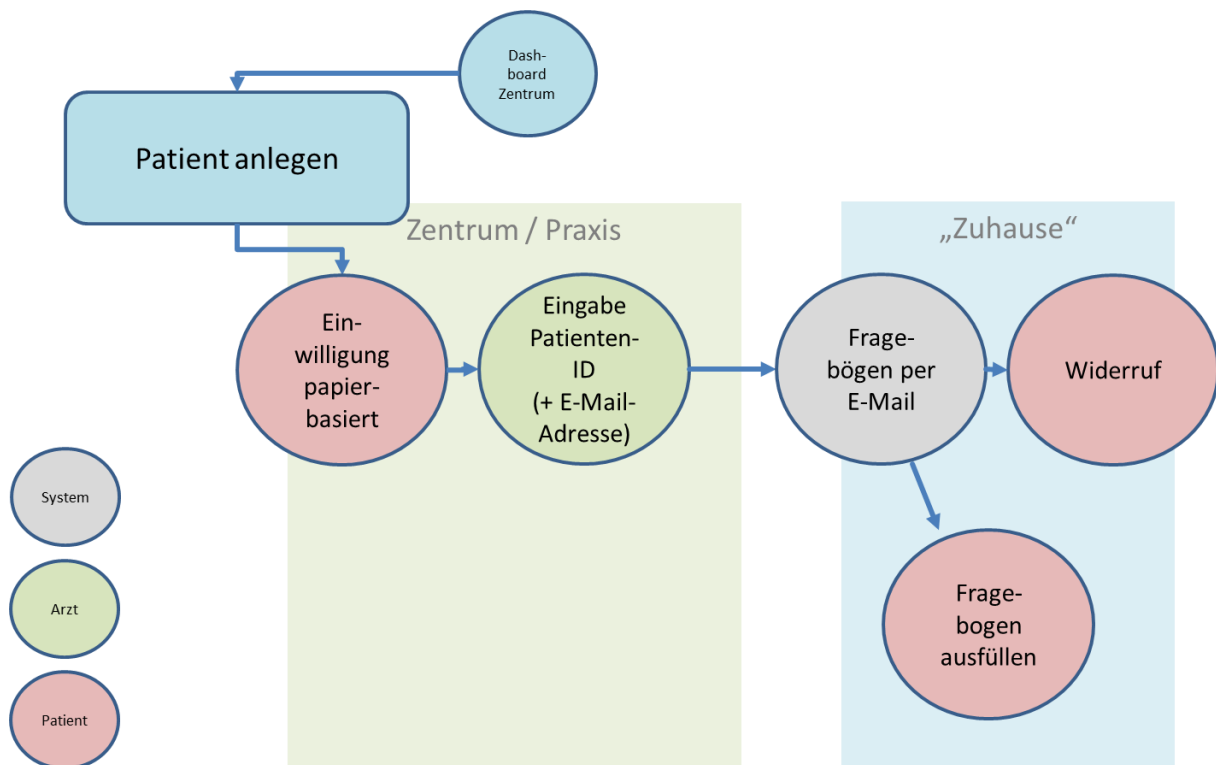 Dash-
board
Zentrum
Patient anlegen
Zentrum / Praxis
„Zuhause“
Ein-
willigung
papier-
basiert
Eingabe
Patienten-
ID
(+ E-Mail-
Adresse)
Frage-
bögen per
E-Mail
Widerruf
System
Arzt
Patient
Frage-
bogen
ausfüllen